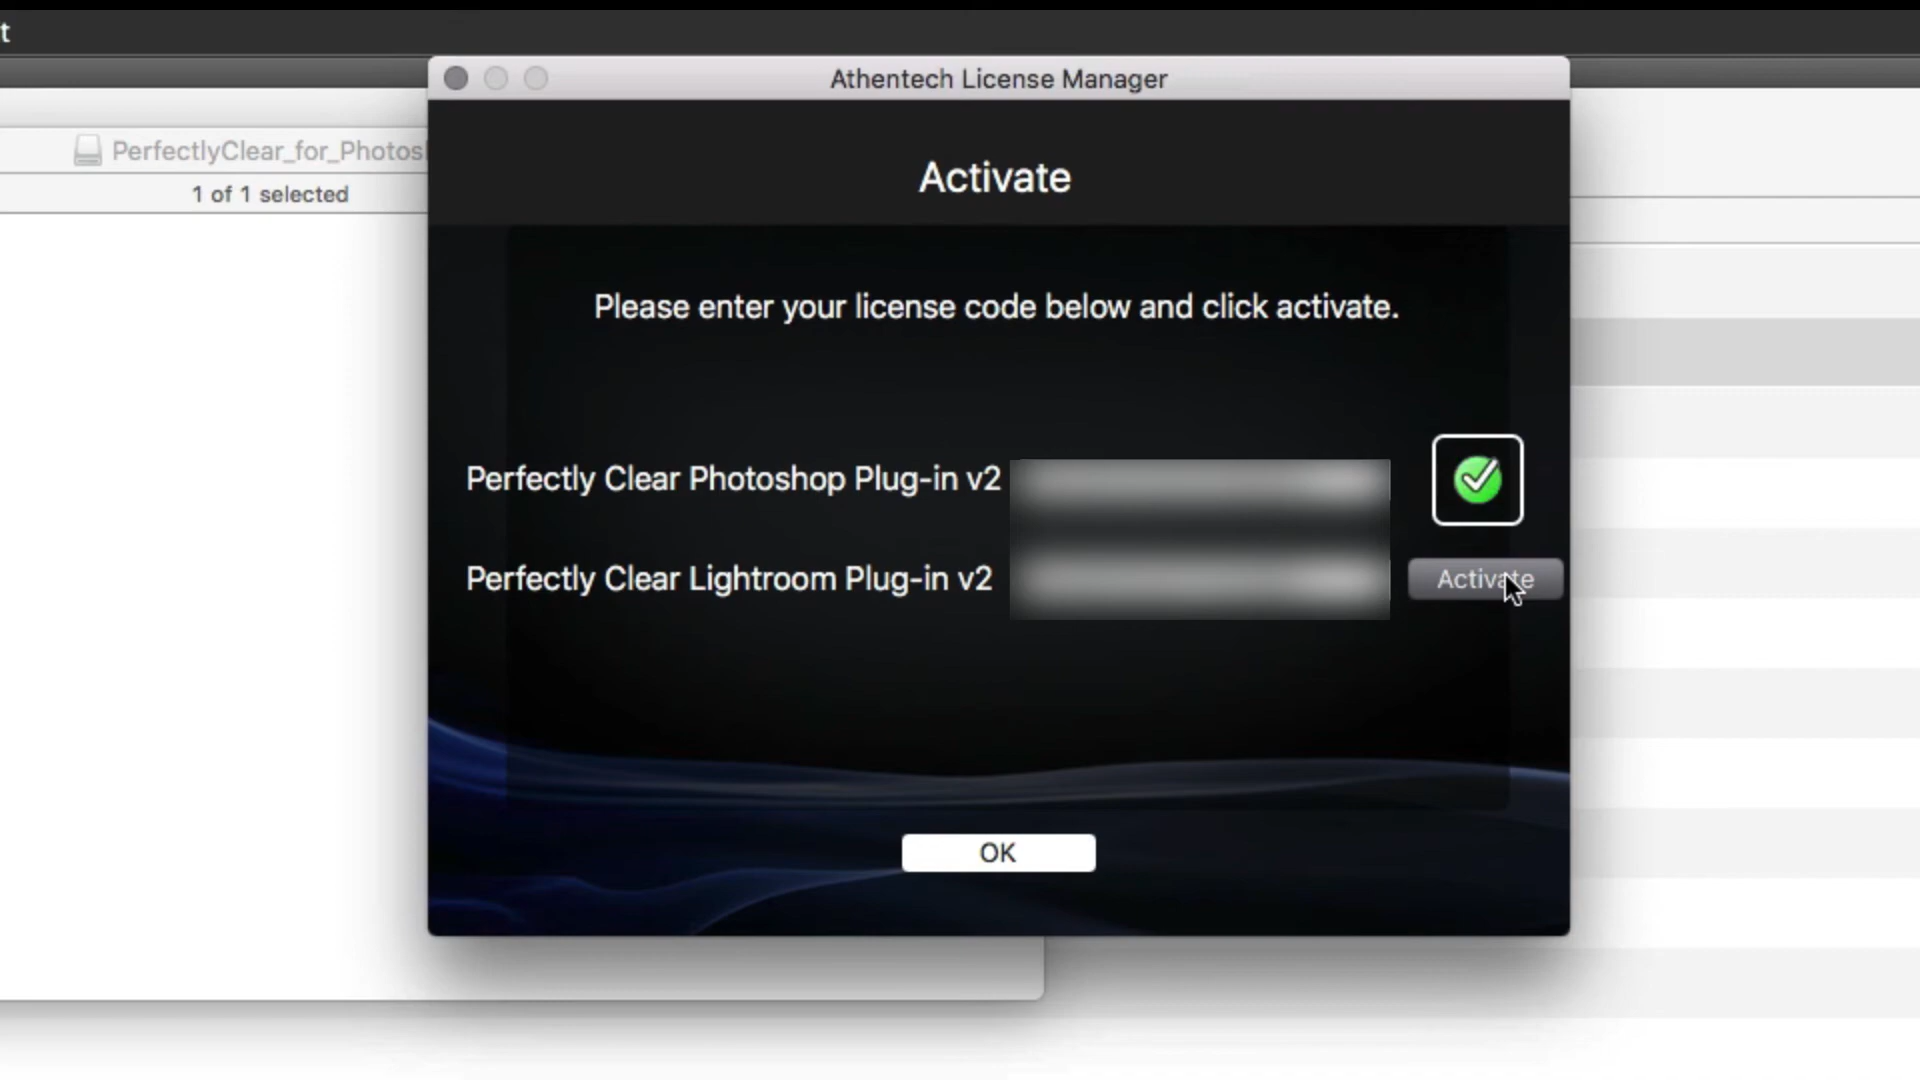 t
Athentech License Manager
PerfectlyClear_for_Photosh
1 of 1 selected
Activate
Please enter your license code below and click activate.
Perfectly Clear Photoshop Plug-in v2
Perfectly Clear Lightroom Plug-in v2
Activate
OK